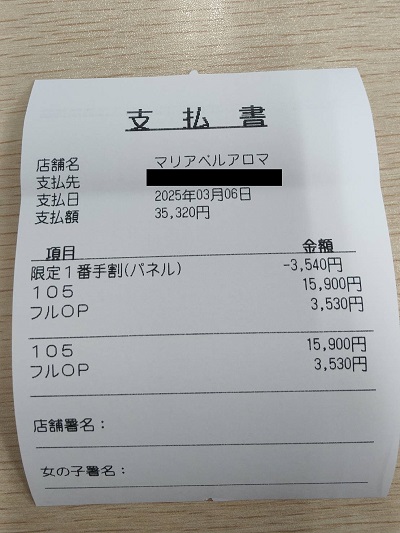 支払書
店舗名 マリアベルアロマ
支払先
支払日 2025年03月06日
支払額 35,320円
項目 金額
限定1番手割(パネル) -3,540円
105 15,900円
フルOP 3,530円
105 15,900円
フルOP 3,530円
店舗署名：
女の子署名：